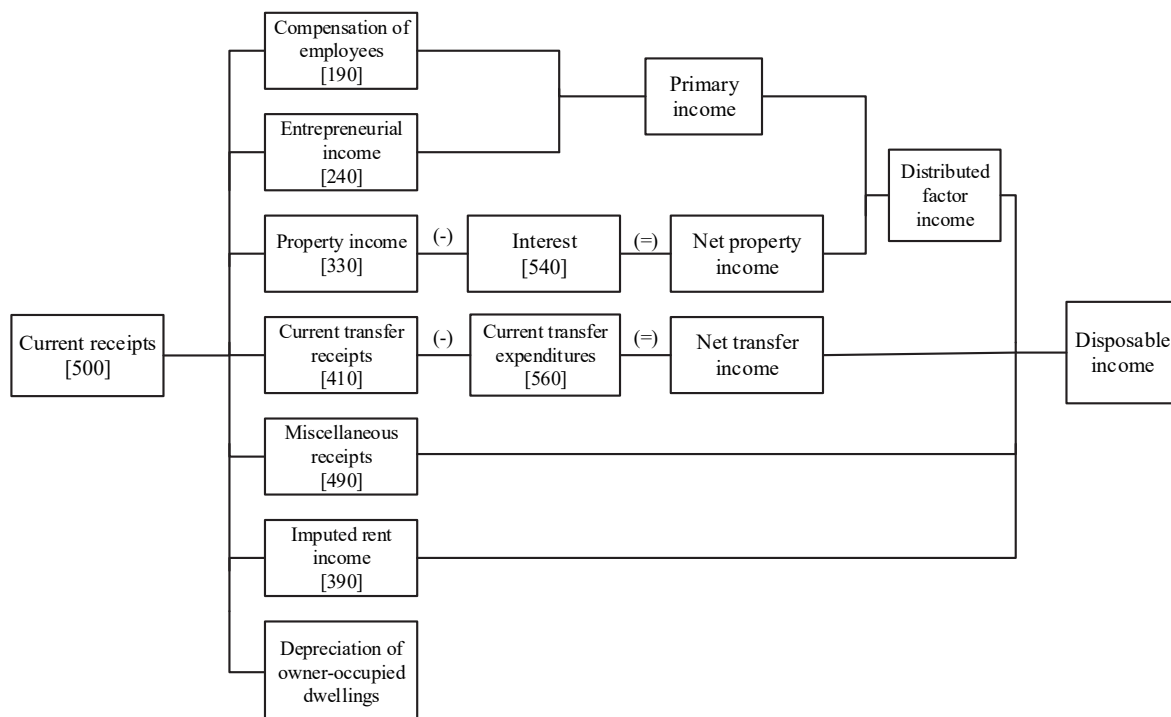 Compensation of
employees
[190]
Primary
income
Entrepreneurial
income
[240]
Distributed
factor
income
Property income
[330]
(-)
Interest
[540]
(=)
Net property
income
Current receipts
[500]
Current transfer
receipts
[410]
(-)
Current transfer
expenditures
[560]
(=)
Net transfer
income
Disposable
income
Miscellaneous
receipts
[490]
Imputed rent
income
[390]
Depreciation of
owner-occupied
dwellings